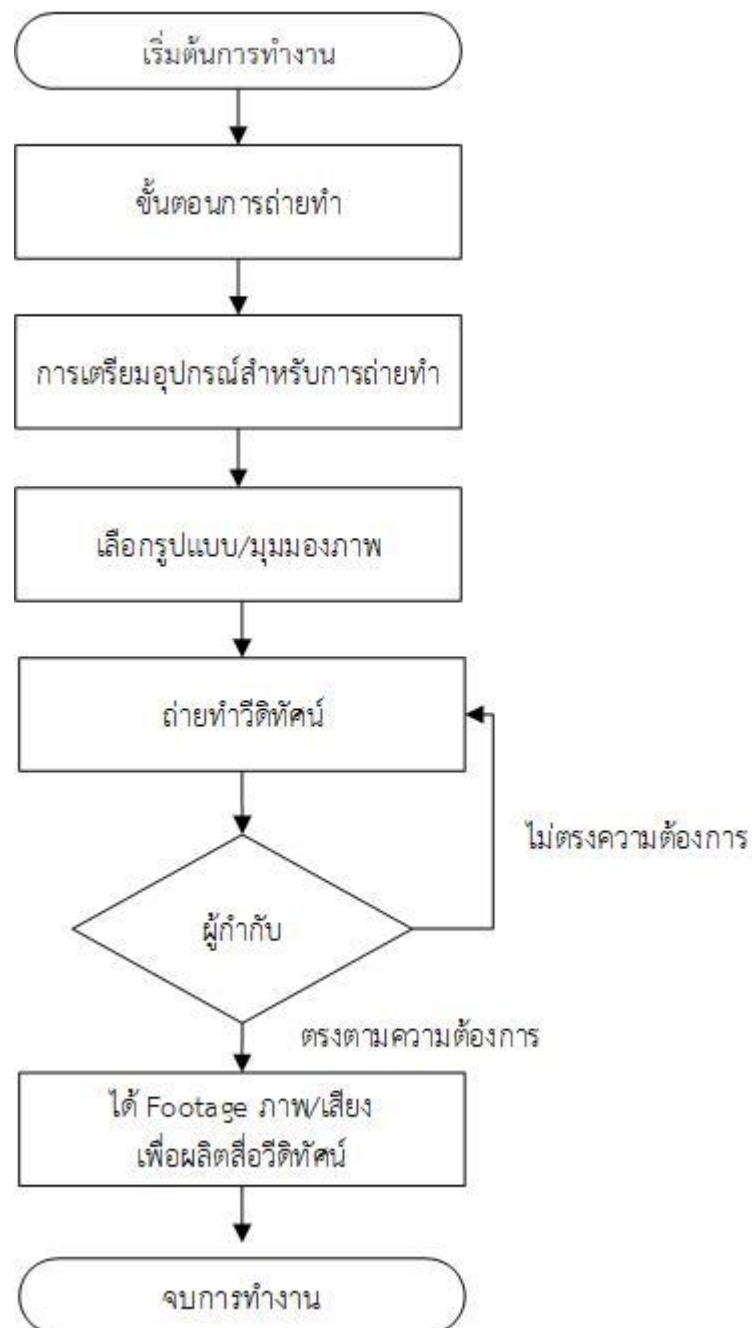 เริ่มต้นการทำงาน
ขั้นตอนการถ่ายทำ
การเตรียมอุปกรณ์สำหรับการถ่ายทำ
เลือกรูปแบบ/มุมมองภาพ
ถ่ายทำวีดิทัศน์
ไม่ตรงความต้องการ
ผู้กำกับ
ตรงตามความต้องการ
ได้ Footage ภาพ/เสียง
เพื่อผลิตสื่อวีดิทัศน์
จบการทำงาน